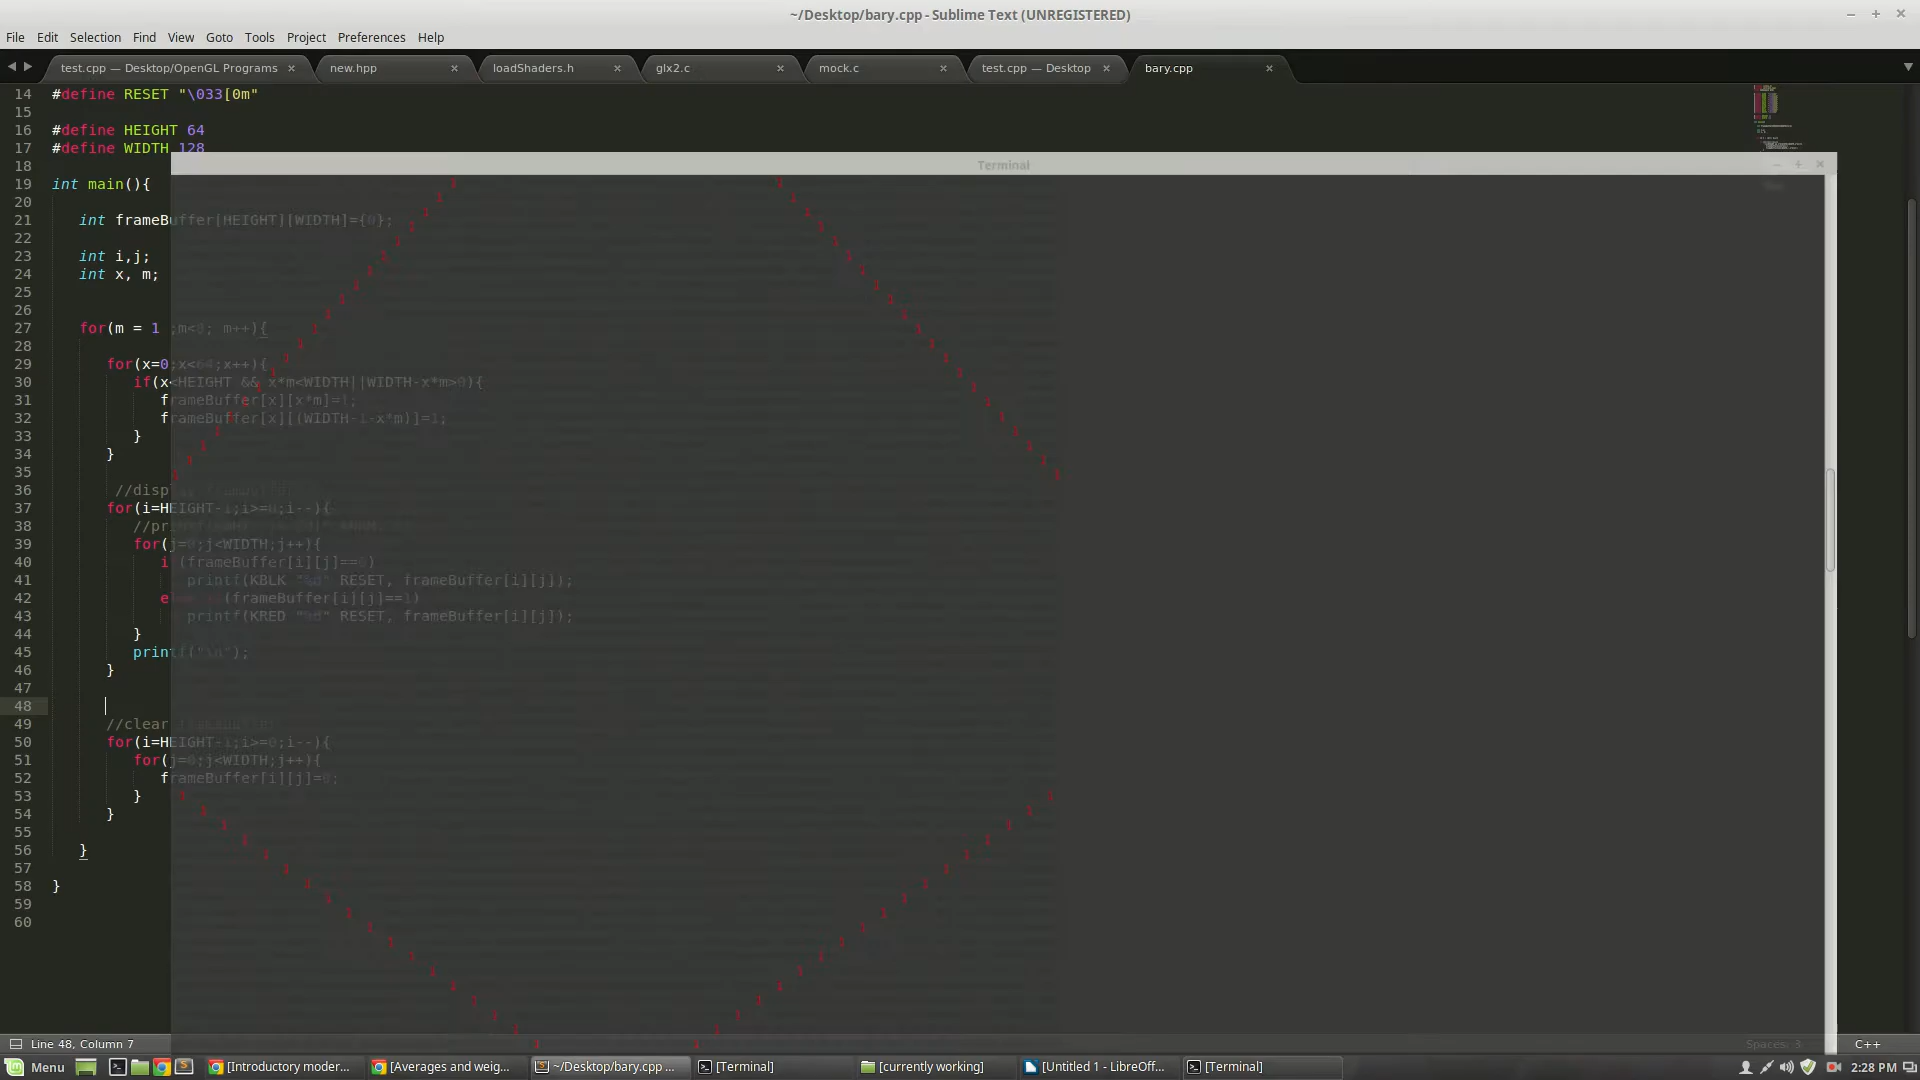 ~/Desktop/bary.cpp - Sublime Text (UNREGISTERED)
File Edit Selection Find View Goto Tools Project Preferences Help
test.cpp — Desktop/OpenGL Programs × new.hpp × loadShaders.h × glx2.c × mock.c × test.cpp — Desktop × bary.cpp ×
14 #define RESET "\033[0m"
15
16 #define HEIGHT 64
17 #define WIDTH 128
Terminal
18
19 int main(){
20
21 int frameBuffer[HEIGHT][WIDTH]={0};
22
23 int i,j;
24 int x, m;
25
26
27 for(m = 1 ;m<3; m++){
28
29 for(x=0;x<64;x++){
30 if(x<HEIGHT && x*m<WIDTH||WIDTH-x*m>0){
31 frameBuffer[x][x*m]=1;
32 frameBuffer[x][(WIDTH-1-x*m)]=1;
33 }
34 }
35
36 //disp
37 for(i=HEIGHT-1;i>=0;i--){
38 //pr
39 for(j=0;j<WIDTH;j++){
40 if(frameBuffer[i][j]==0)
41 printf(KBLK "%d" RESET, frameBuffer[i][j]);
42 else if(frameBuffer[i][j]==1)
43 printf(KRED "%d" RESET, frameBuffer[i][j]);
44 }
45 printf("\n");
46 }
47
48
49 //clear
50 for(i=HEIGHT-1;i>=0;i--){
51 for(j=0;j<WIDTH;j++){
52 frameBuffer[i][j]=0;
53 }
54 }
55
56 }
57
58 }
59
60
Line 48, Column 7 Spaces: 3 C++
Menu [Introductory moder... [Averages and weig... ~/Desktop/bary.cpp ... [Terminal] [currently working] [Untitled 1 - LibreOff... [Terminal] 2:28 PM